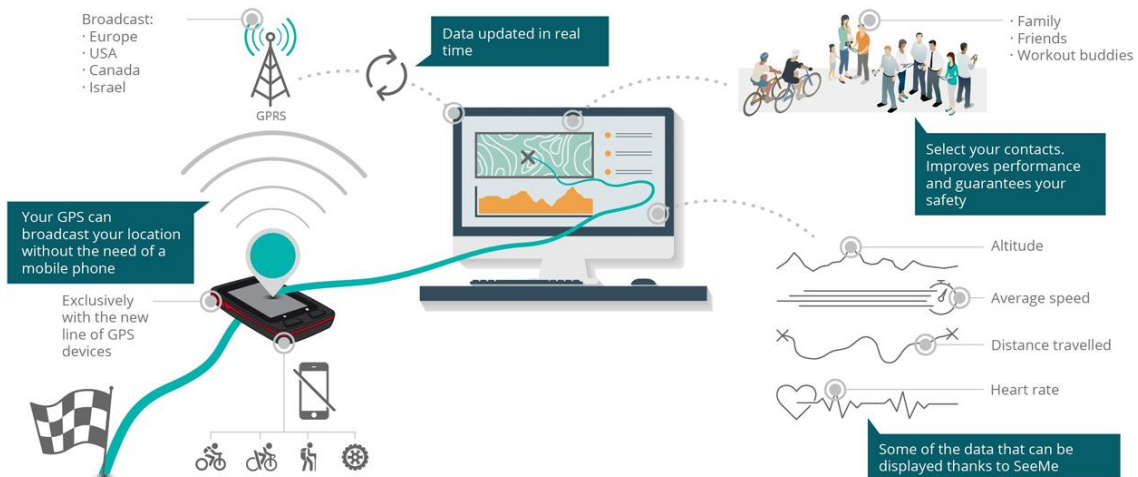 Broadcast:
· Europe
· USA
· Canada
· Israel
GPRS
Data updated in real
time
· Family
· Friends
· Workout buddies
Select your contacts.
Improves performance
and guarantees your
safety
Your GPS can
broadcast your location
without the need of a
mobile phone
Exclusively
with the new
line of GPS
devices
Altitude
Average speed
Distance travelled
Heart rate
Some of the data that can be
displayed thanks to SeeMe